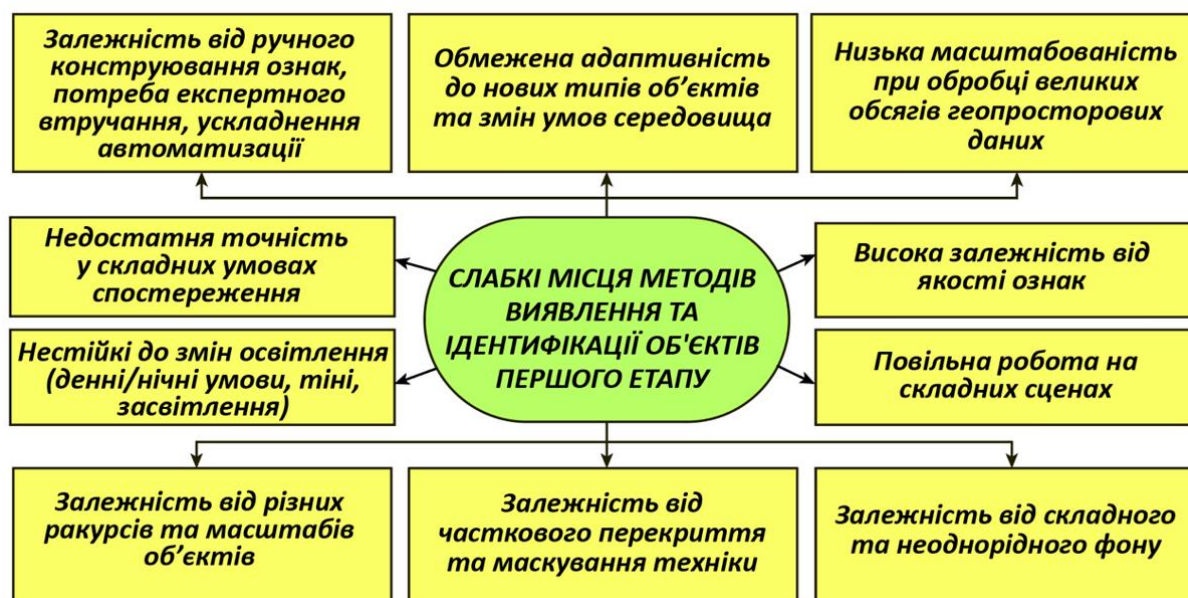 Залежність від ручного
конструювання ознак,
потреба експертного
втручання, ускладнення
автоматизації
Обмежена адаптивність
до нових типів об’єктів
та змін умов середовища
Низька масштабованість
при обробці великих
обсягів геопросторових
даних
Недостатня точність
у складних умовах
спостереження
СЛАБКІ МІСЦЯ МЕТОДІВ
ВИЯВЛЕННЯ ТА
ІДЕНТИФІКАЦІЇ ОБ'ЄКТІВ
ПЕРШОГО ЕТАПУ
Висока залежність від
якості ознак
Нестійкі до змін освітлення
(денні/нічні умови, тіні,
засвітлення)
Повільна робота на
складних сценах
Залежність від різних
ракурсів та масштабів
об’єктів
Залежність від
часткового перекриття
та маскування техніки
Залежність від складного
та неоднорідного фону